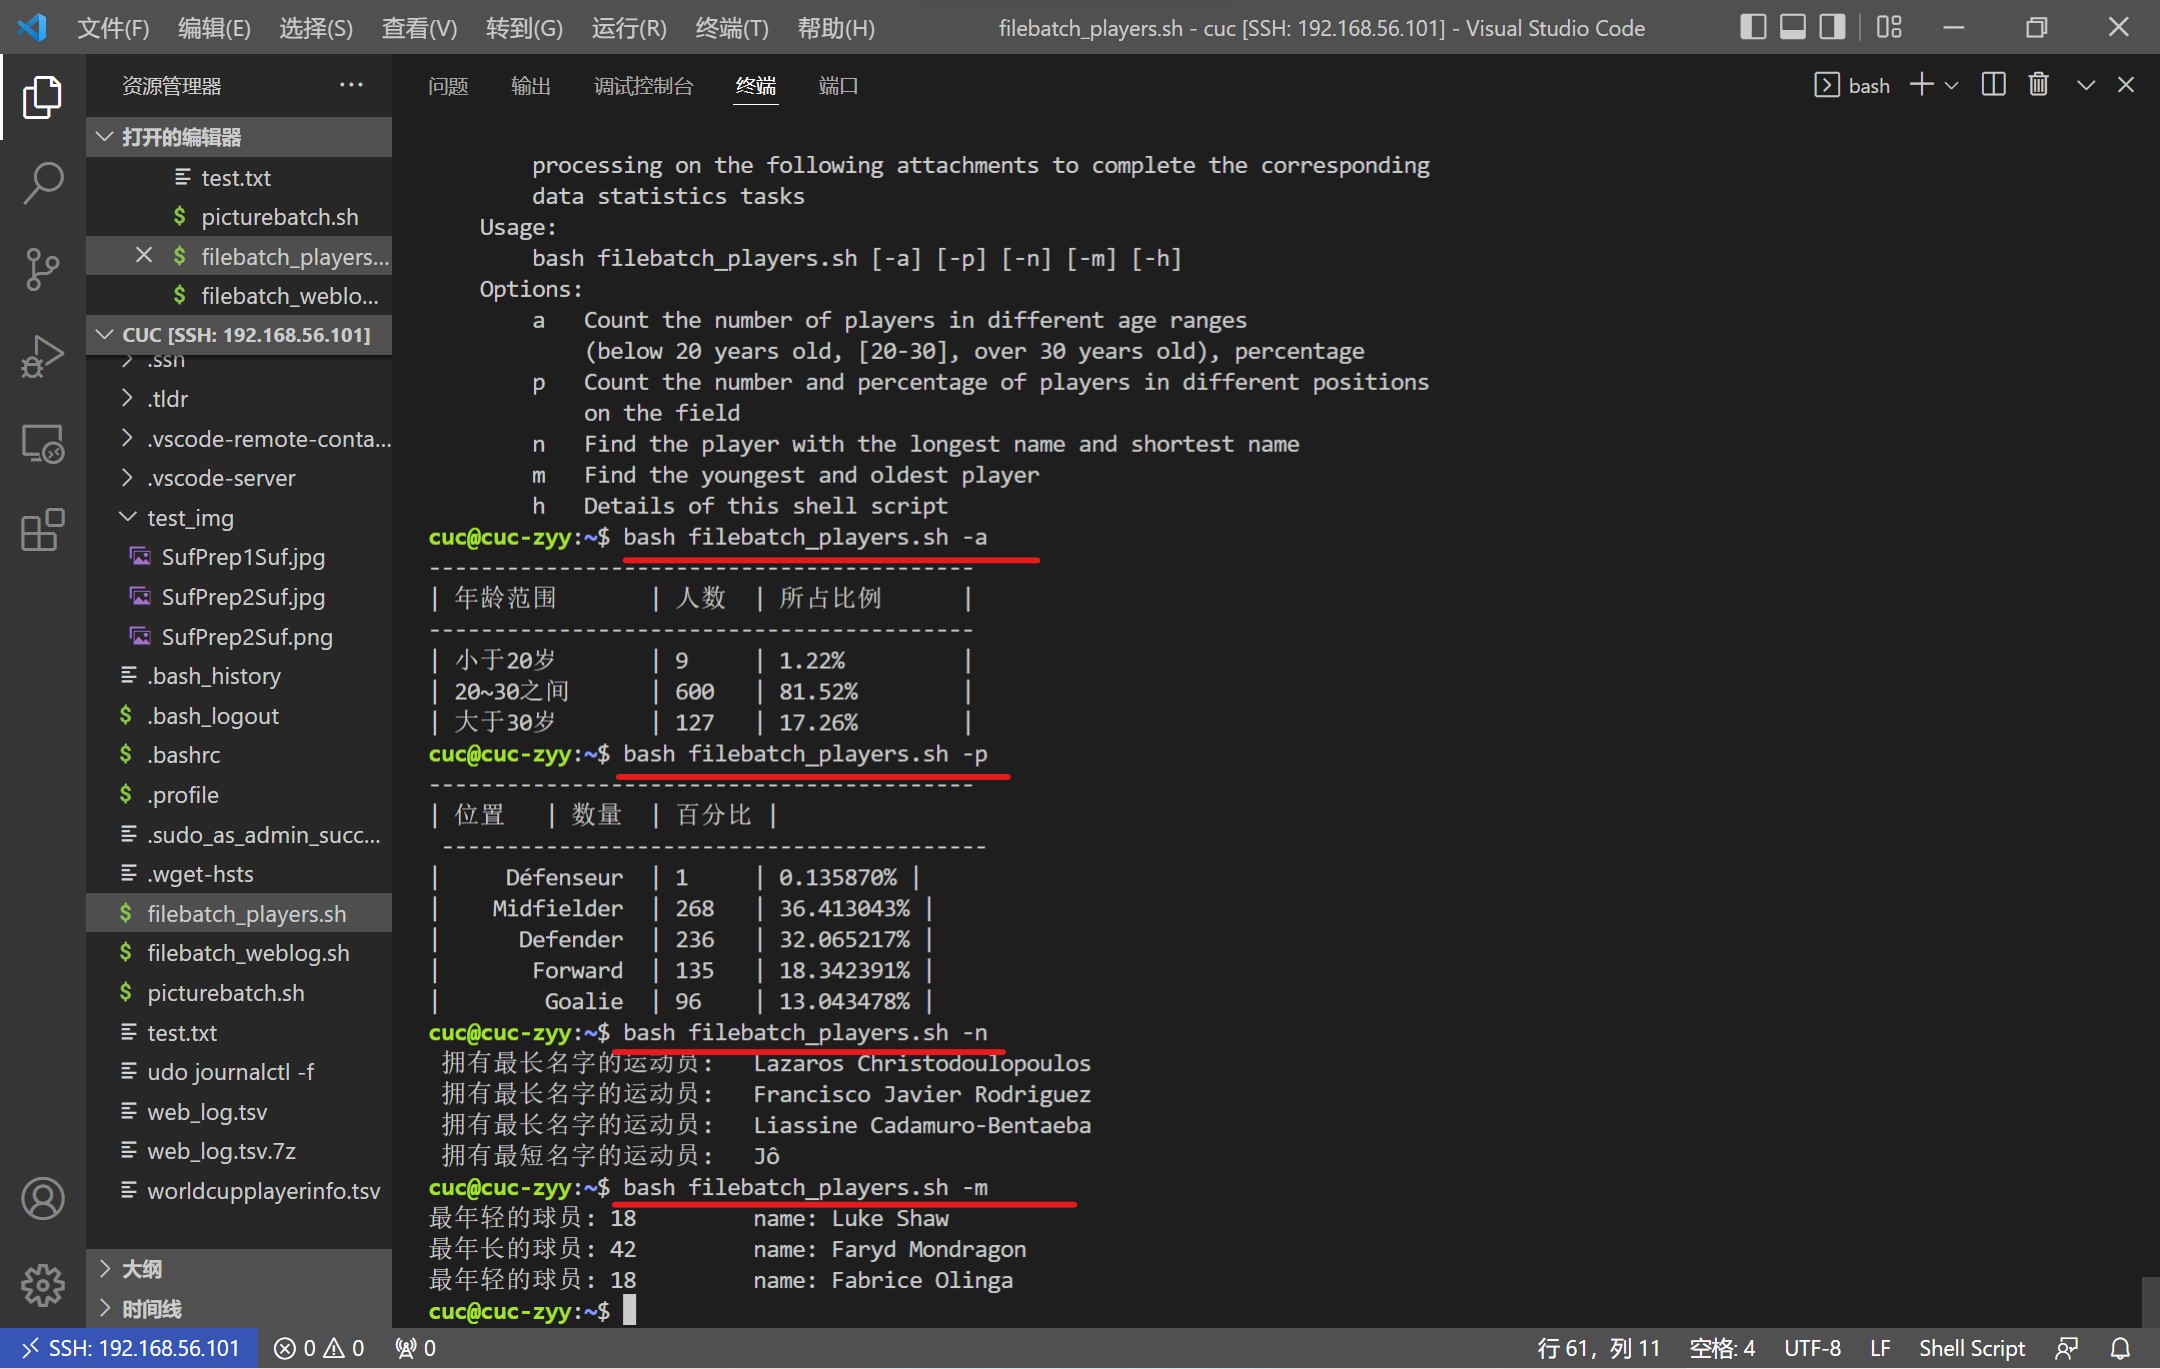 文件(F) 编辑(E) 选择(S) 查看(V) 转到(G) 运行(R) 终端(T) 帮助(H) filebatch_players.sh - cuc [SSH: 192.168.56.101] - Visual Studio Code
资源管理器 ···
打开的编辑器
test.txt
$ picturebatch.sh
$ filebatch_players...
$ filebatch_weblo...
CUC [SSH: 192.168.56.101]
.ssh
.tldr
.vscode-remote-conta...
.vscode-server
test_img
SufPrep1Suf.jpg
SufPrep2Suf.jpg
SufPrep2Suf.png
.bash_history
$ .bash_logout
$ .bashrc
$ .profile
.sudo_as_admin_succ...
.wget-hsts
$ filebatch_players.sh
$ filebatch_weblog.sh
$ picturebatch.sh
test.txt
udo journalctl -f
web_log.tsv
web_log.tsv.7z
worldcupplayerinfo.tsv
大纲
时间线
问题 输出 调试控制台 终端 端口 bash
processing on the following attachments to complete the corresponding
data statistics tasks
Usage:
bash filebatch_players.sh [-a] [-p] [-n] [-m] [-h]
Options:
a Count the number of players in different age ranges
(below 20 years old, [20-30], over 30 years old), percentage
p Count the number and percentage of players in different positions
on the field
n Find the player with the longest name and shortest name
m Find the youngest and oldest player
h Details of this shell script
cuc@cuc-zyy:~$ bash filebatch_players.sh -a
------------------------------------------
| 年龄范围 | 人数 | 所占比例 |
------------------------------------------
| 小于20岁 | 9 | 1.22% |
| 20~30之间 | 600 | 81.52% |
| 大于30岁 | 127 | 17.26% |
cuc@cuc-zyy:~$ bash filebatch_players.sh -p
------------------------------------------
| 位置 | 数量 | 百分比 |
------------------------------------------
| Défenseur | 1 | 0.135870% |
| Midfielder | 268 | 36.413043% |
| Defender | 236 | 32.065217% |
| Forward | 135 | 18.342391% |
| Goalie | 96 | 13.043478% |
cuc@cuc-zyy:~$ bash filebatch_players.sh -n
拥有最长名字的运动员: Lazaros Christodoulopoulos
拥有最长名字的运动员: Francisco Javier Rodriguez
拥有最长名字的运动员: Liassine Cadamuro-Bentaeba
拥有最短名字的运动员: Jô
cuc@cuc-zyy:~$ bash filebatch_players.sh -m
最年轻的球员: 18 name: Luke Shaw
最年长的球员: 42 name: Faryd Mondragon
最年轻的球员: 18 name: Fabrice Olinga
cuc@cuc-zyy:~$
SSH: 192.168.56.101 0 0 0 行 61，列 11 空格: 4 UTF-8 LF Shell Script